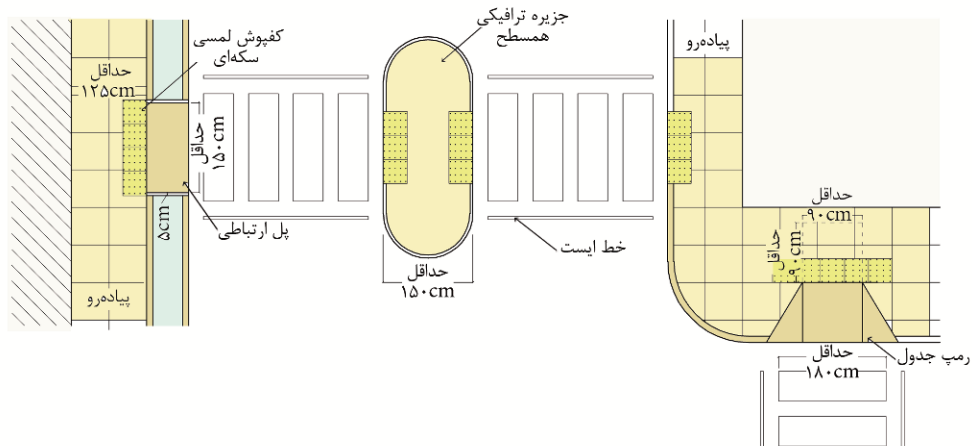 جزیره ترافیکی
همسطح
کفپوش لمسی
سکه‌ای
پیاده‌رو
حداقل
۱۲۵cm
حداقل
۱۵۰cm
حداقل
۹۰cm
حداقل
۹۰cm
۵cm
پل ارتباطی
خط ایست
حداقل
۱۵۰cm
پیاده‌رو
رمپ جدول
حداقل
۱۸۰cm